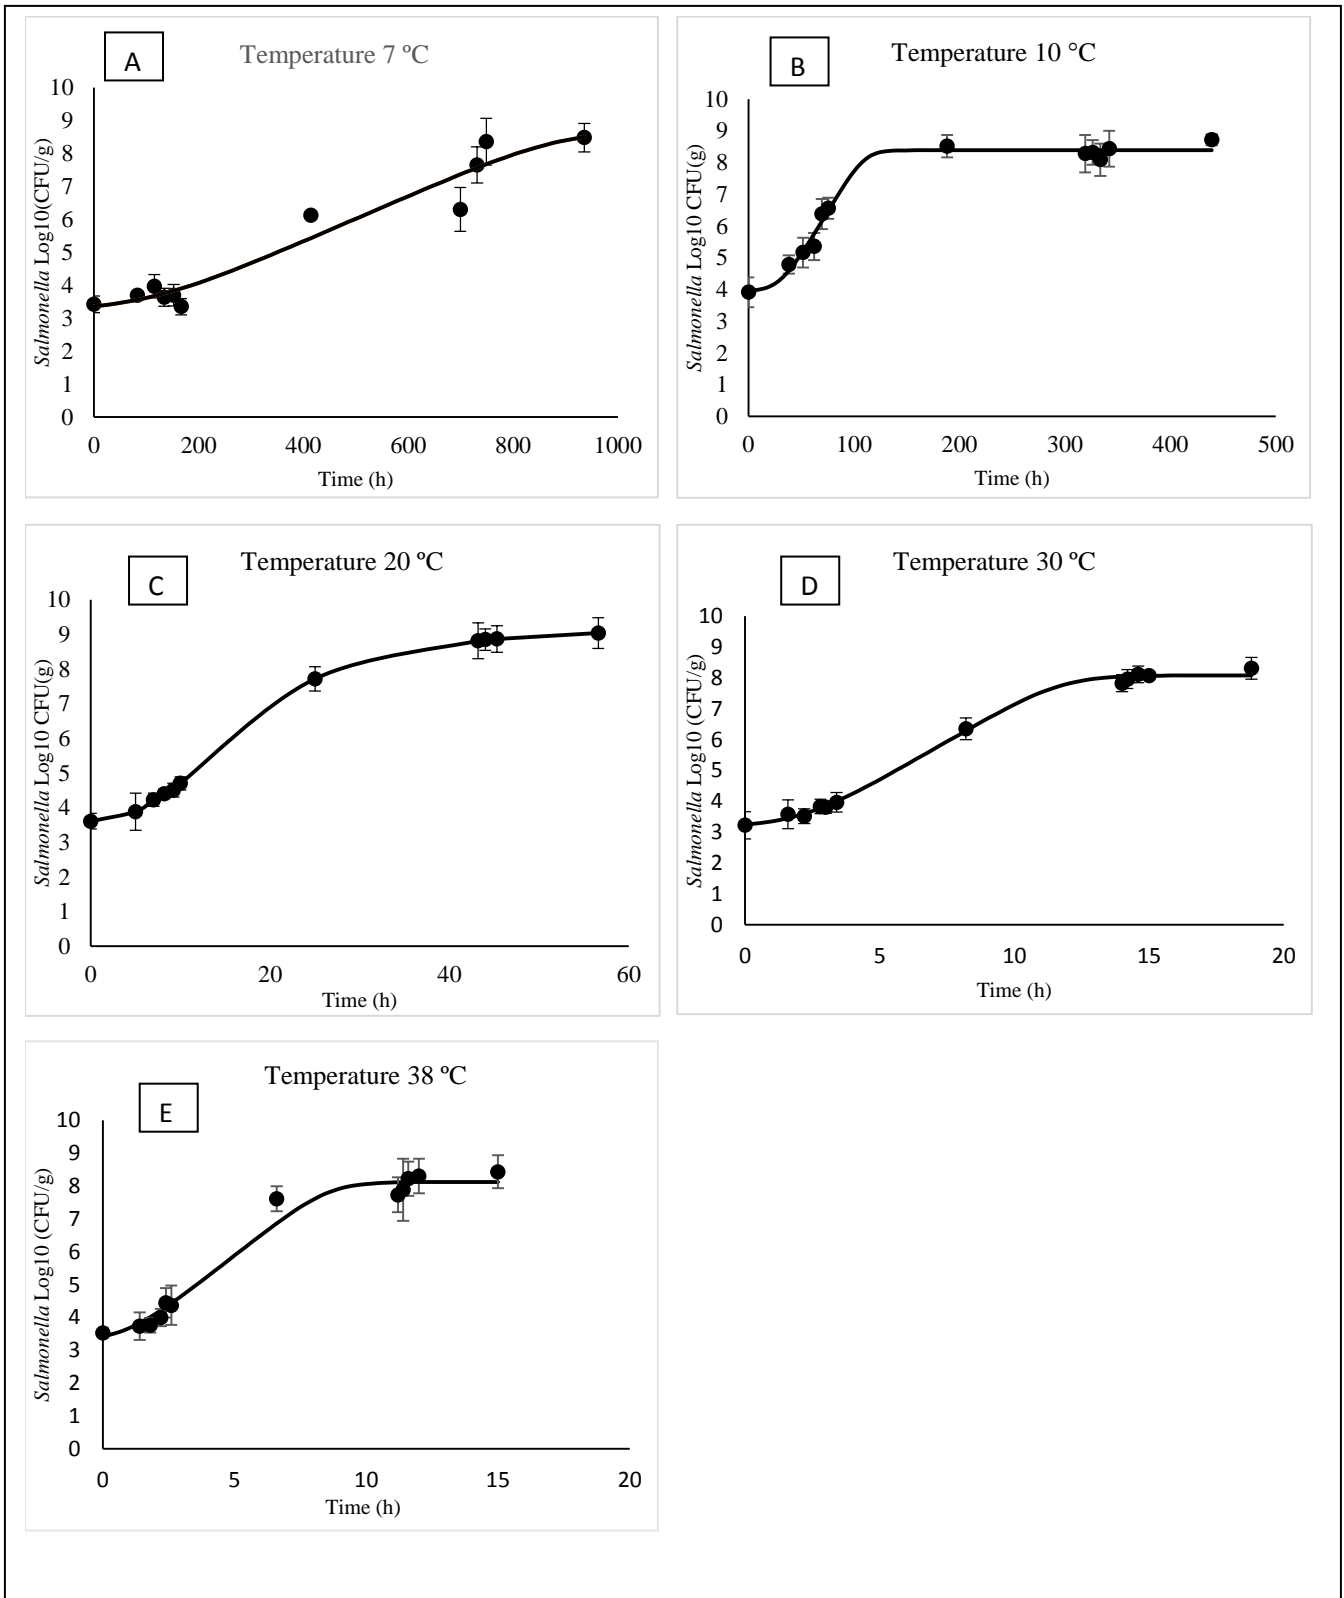 A
Temperature 7 ºC
Salmonella Log10(CFU/g)
10
9
8
7
6
5
4
3
2
1
0
0 200 400 600 800 1000
Time (h)
B
Temperature 10 °C
Salmonella Log10 CFU(g)
10
9
8
7
6
5
4
3
2
1
0
0 100 200 300 400 500
Time (h)
C
Temperature 20 ºC
Salmonella Log10 CFU(g)
10
9
8
7
6
5
4
3
2
1
0
0 20 40 60
Time (h)
D
Temperature 30 ºC
Salmonella Log10 (CFU/g)
10
9
8
7
6
5
4
3
2
1
0
0 5 10 15 20
Time (h)
E
Temperature 38 ºC
Salmonella Log10 (CFU/g)
10
9
8
7
6
5
4
3
2
1
0
0 5 10 15 20
Time (h)